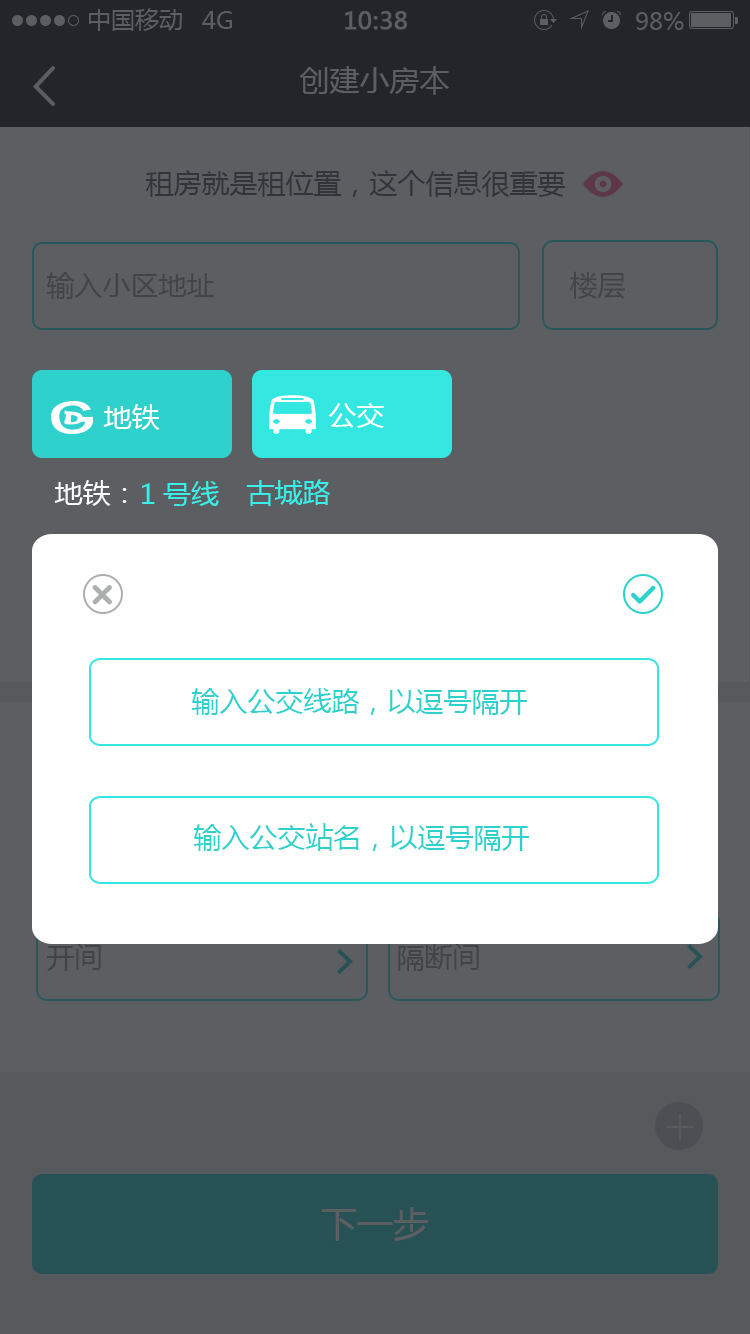 中国移动 4G 10:38 98%
创建小房本
租房就是租位置，这个信息很重要
输入小区地址 楼层
地铁 公交
地铁：1 号线 古城路
输入公交线路，以逗号隔开
输入公交站名，以逗号隔开
开间 隔断间
下一步